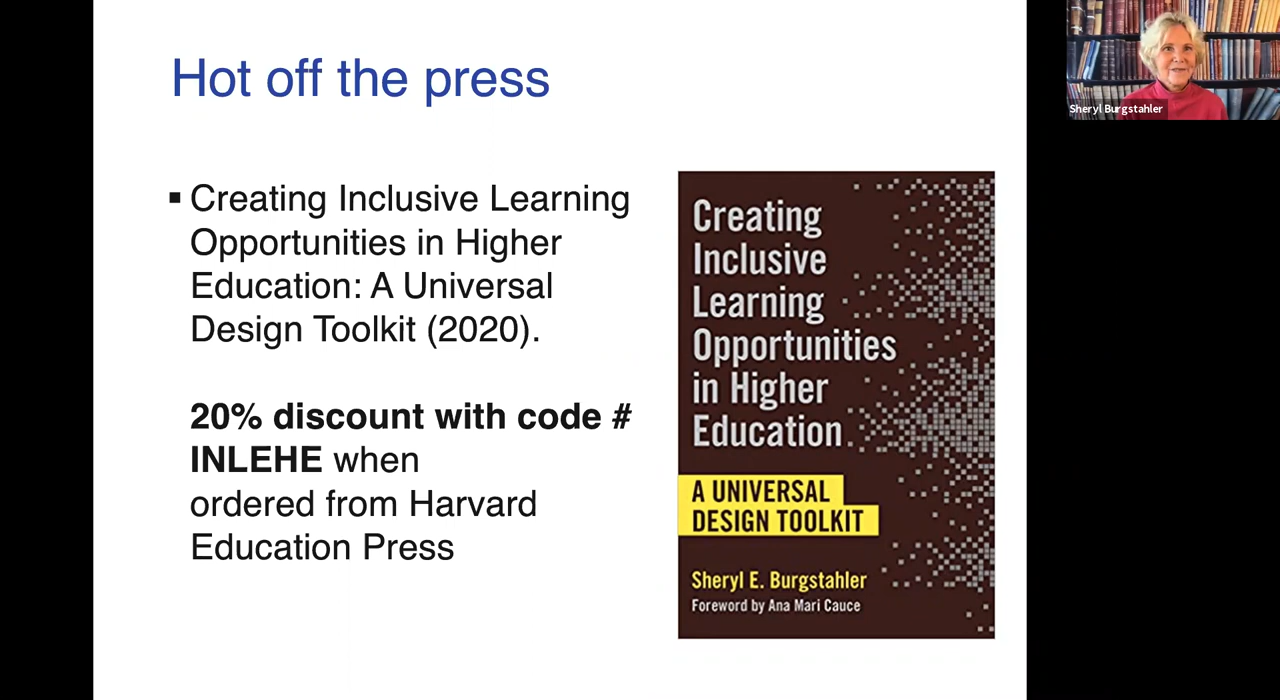 Hot off the press
▪ Creating Inclusive Learning
Opportunities in Higher
Education: A Universal
Design Toolkit (2020).
20% discount with code #
INLEHE when
ordered from Harvard
Education Press
Creating
Inclusive
Learning
Opportunities
in Higher
Education
A UNIVERSAL
DESIGN TOOLKIT
Sheryl E. Burgstahler
Foreword by Ana Mari Cauce
Sheryl Burgstahler